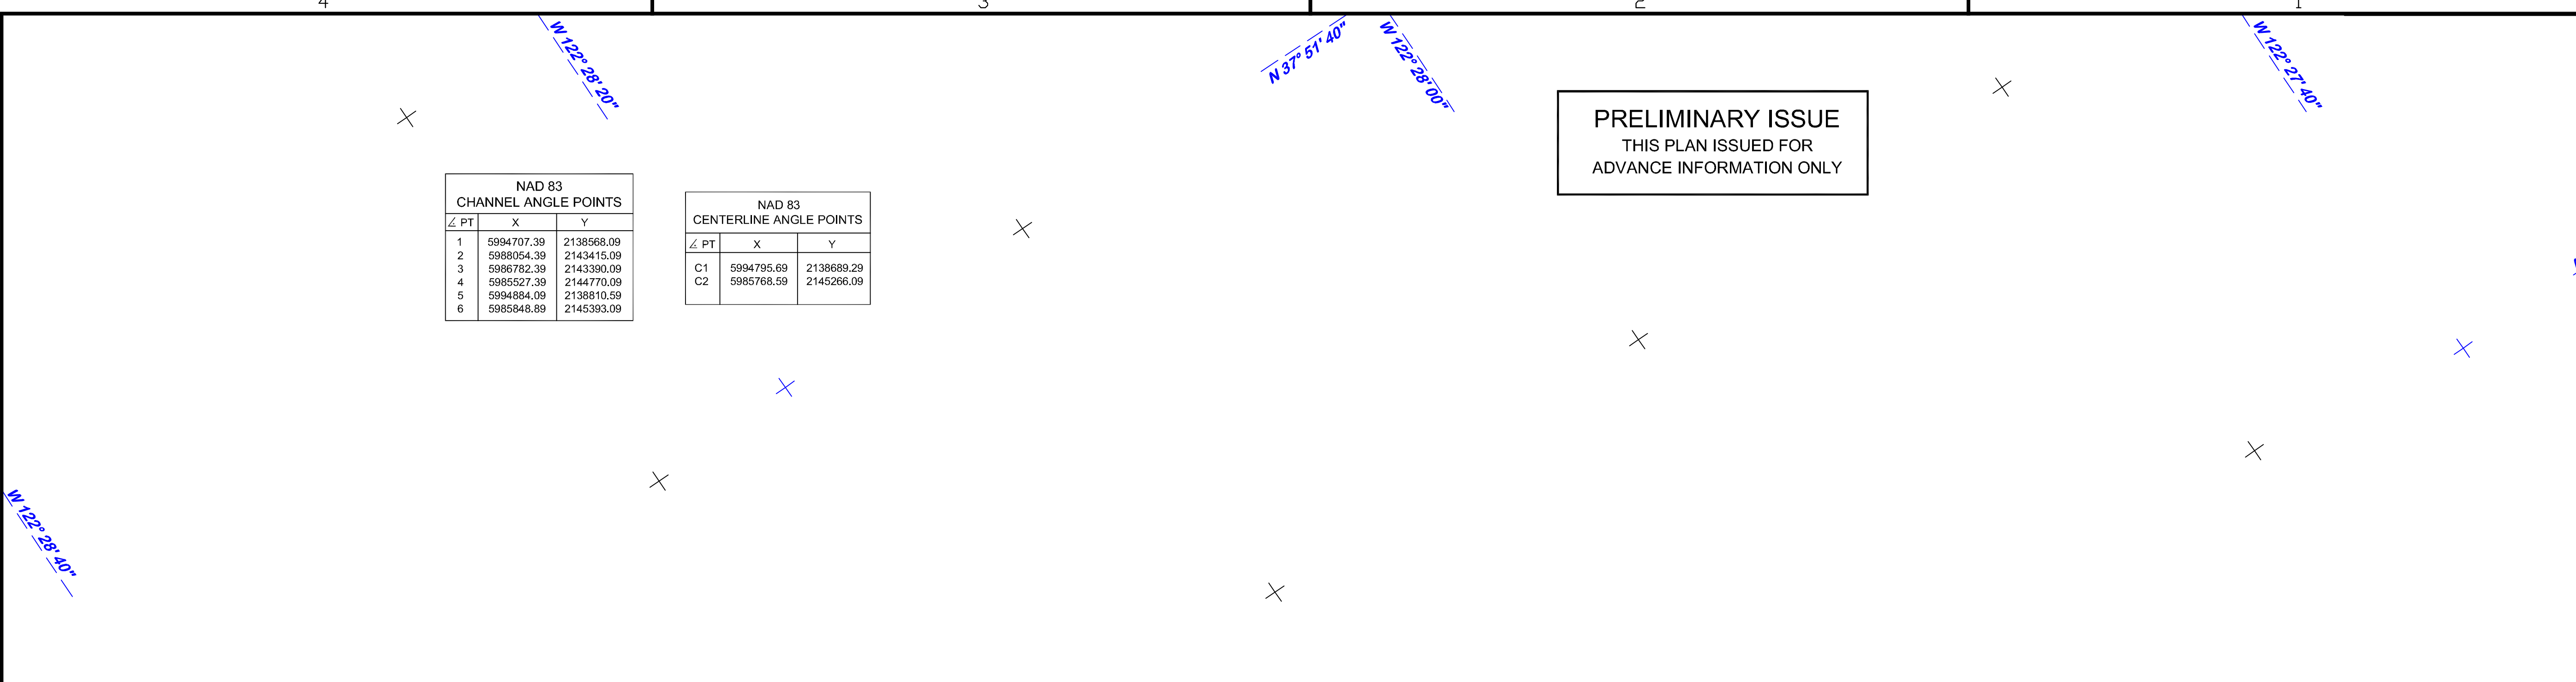 4 3 2 1
W 122° 28' 20"
N 37° 51' 40"
W 122° 28' 00"
W 122° 27' 40"
PRELIMINARY ISSUE
THIS PLAN ISSUED FOR
ADVANCE INFORMATION ONLY
NAD 83
CHANNEL ANGLE POINTS
∠ PT X Y
1 5994707.39 2138568.09
2 5988054.39 2143415.09
3 5986782.39 2143390.09
4 5985527.39 2144770.09
5 5994884.09 2138810.59
6 5985848.89 2145393.09
NAD 83
CENTERLINE ANGLE POINTS
∠ PT X Y
C1 5994795.69 2138689.29
C2 5985768.59 2145266.09
W 122° 28' 40"